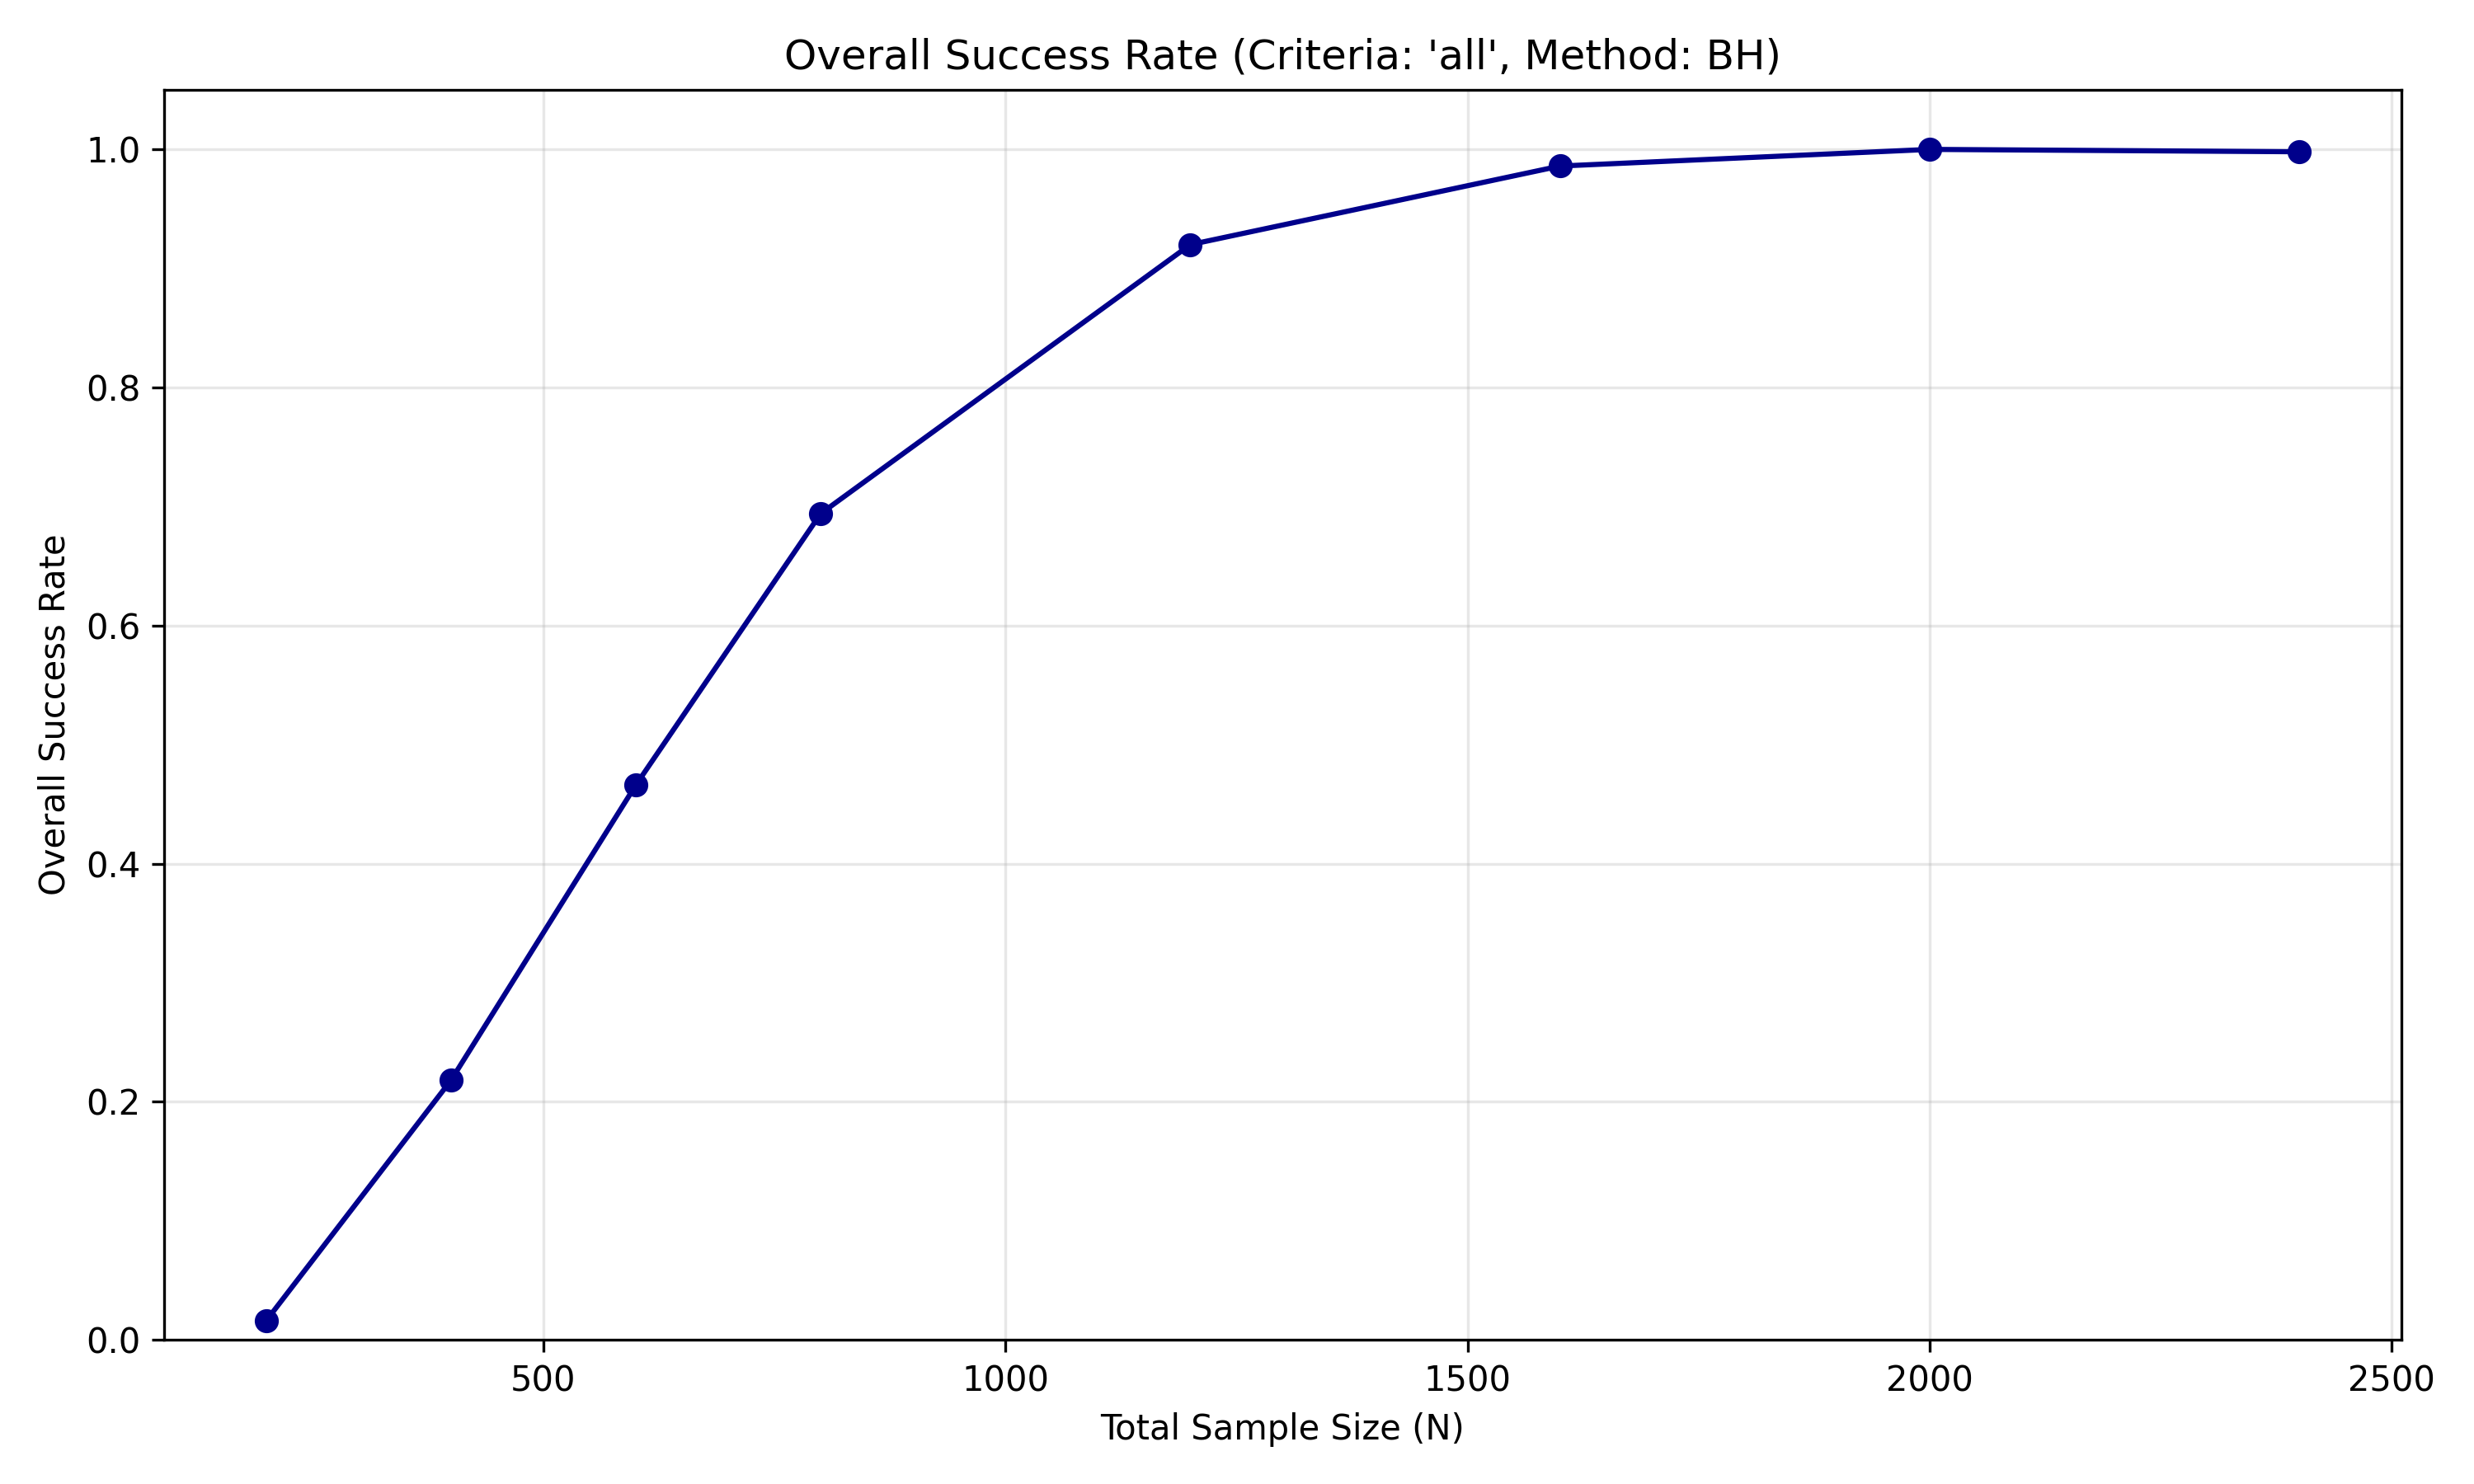 Overall Success Rate (Criteria: 'all', Method: BH)
1.0
0.8
0.6
0.4
0.2
0.0
Overall Success Rate
500 1000 1500 2000 2500
Total Sample Size (N)